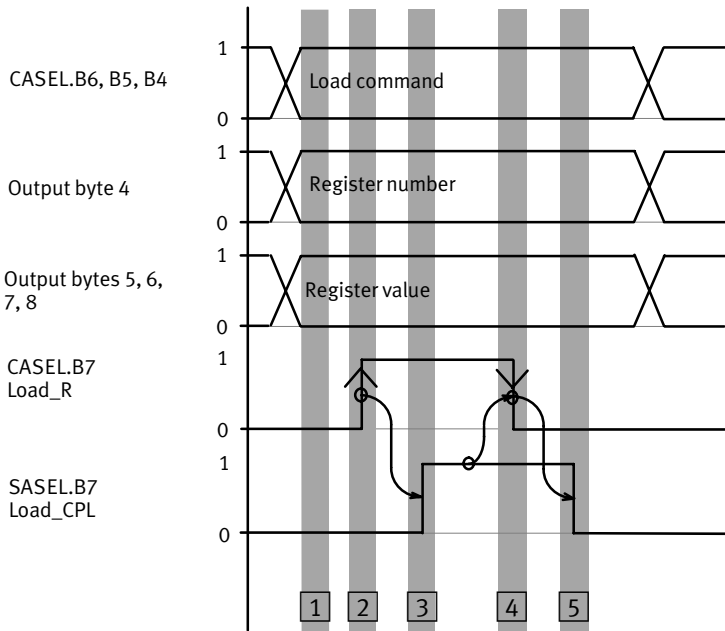 1
CASEL.B6, B5, B4
Load command
0
1
Output byte 4
Register number
0
1
Output bytes 5, 6,
7, 8
Register value
0
CASEL.B7
Load_R
1
0
SASEL.B7
Load_CPL
1
0
1 2 3 4 5